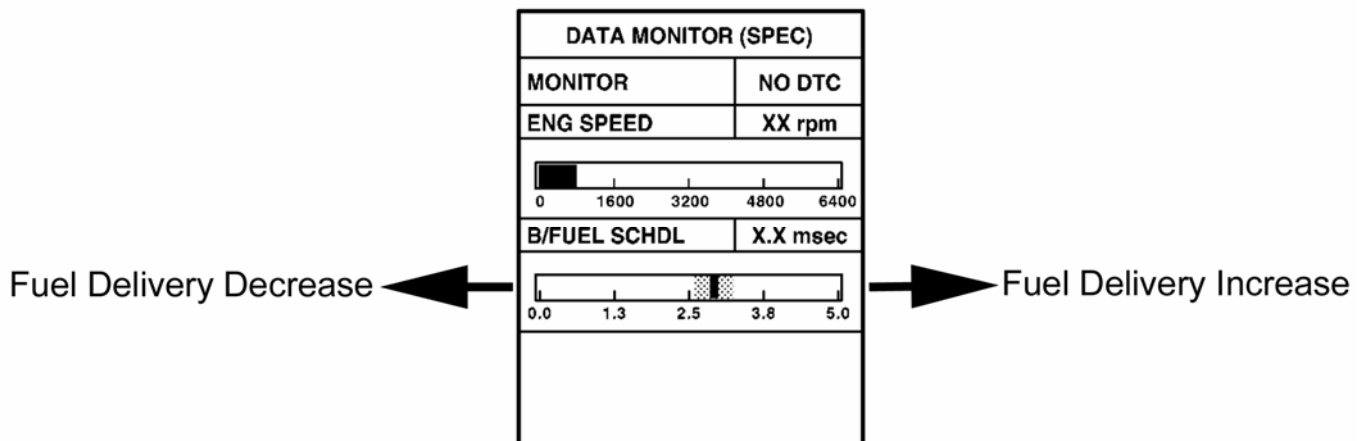 DATA MONITOR (SPEC)
MONITOR NO DTC
ENG SPEED XX rpm
0 1600 3200 4800 6400
B/FUEL SCHDL X.X msec
Fuel Delivery Decrease Fuel Delivery Increase
0.0 1.3 2.5 3.8 5.0